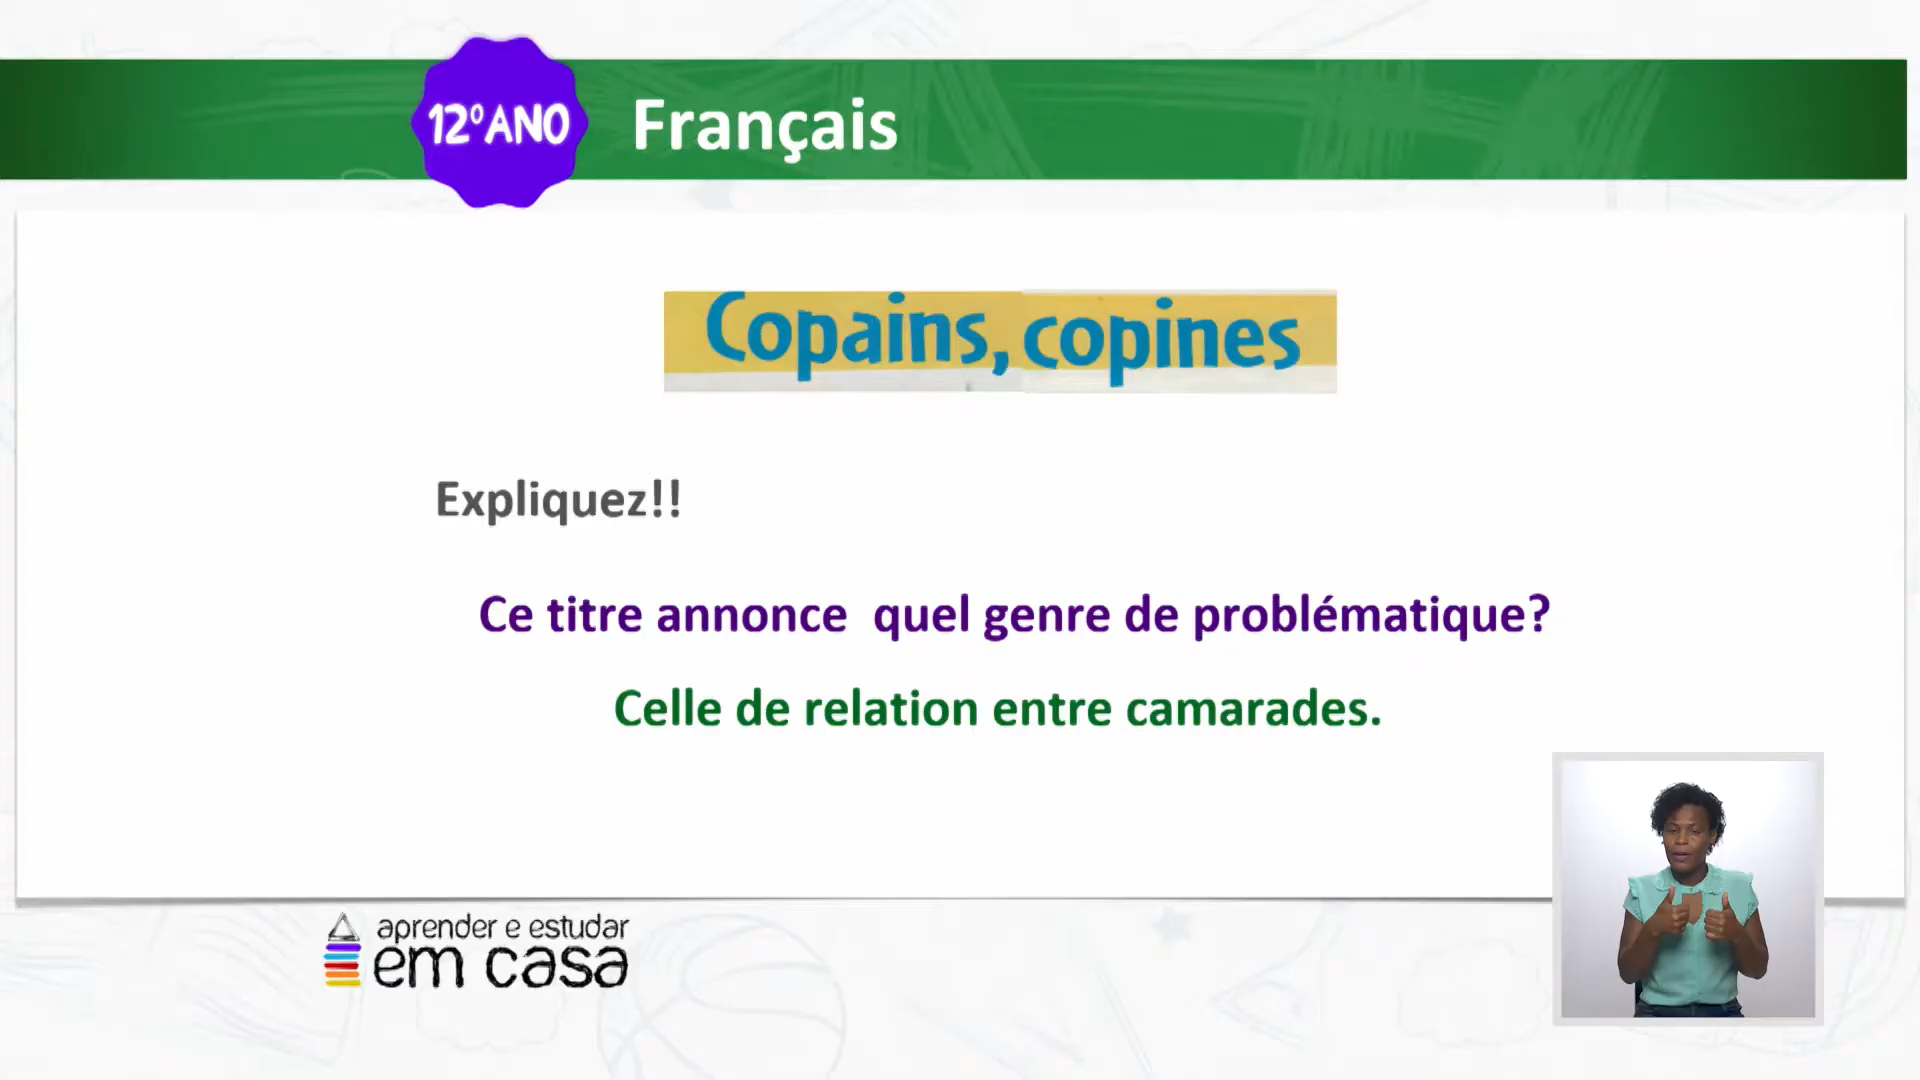 12º ANO
Français
Copains, copines
Expliquez!!
Ce titre annonce quel genre de problématique?
Celle de relation entre camarades.
aprender e estudar
em casa